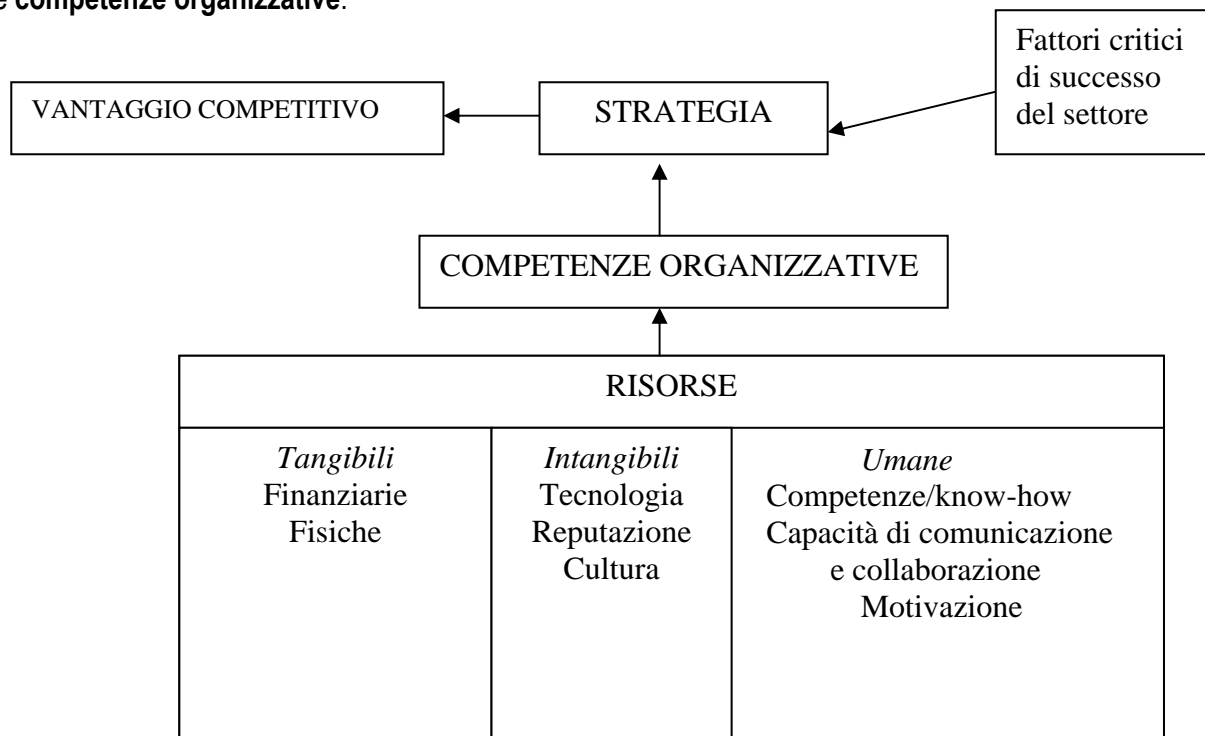 e competenze organizzative.
Fattori critici
di successo
del settore
VANTAGGIO COMPETITIVO
STRATEGIA
COMPETENZE ORGANIZZATIVE
RISORSE
Tangibili
Finanziarie
Fisiche
Intangibili
Tecnologia
Reputazione
Cultura
Umane
Competenze/know-how
Capacità di comunicazione
e collaborazione
Motivazione